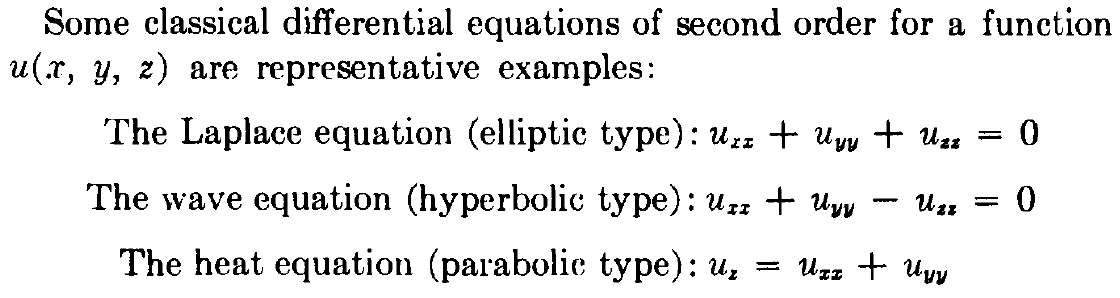 Some classical differential equations of second order for a function
u(x, y, z) are representative examples:
The Laplace equation (elliptic type): u_{xx} + u_{yy} + u_{zz} = 0
The wave equation (hyperbolic type): u_{xx} + u_{yy} − u_{zz} = 0
The heat equation (parabolic type): u_z = u_{xx} + u_{yy}